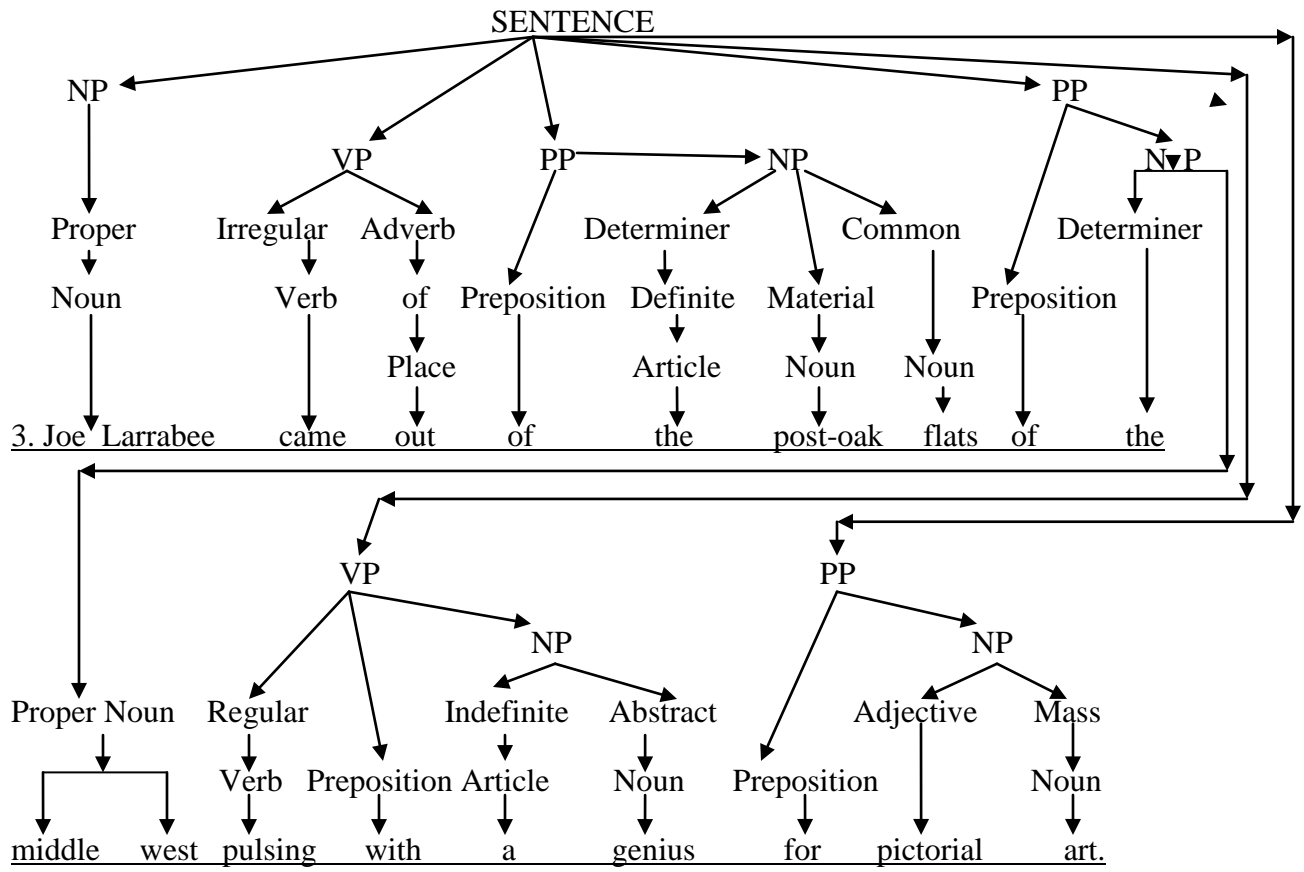 SENTENCE
NP PP
VP PP NP NP
Proper Irregular Adverb Determiner Common Determiner
Noun Verb of Preposition Definite Material Preposition
Place Article Noun Noun
3. Joe Larrabee came out of the post-oak flats of the
VP PP
NP NP
Proper Noun Regular Indefinite Abstract Adjective Mass
Verb Preposition Article Noun Preposition Noun
middle west pulsing with a genius for pictorial art.